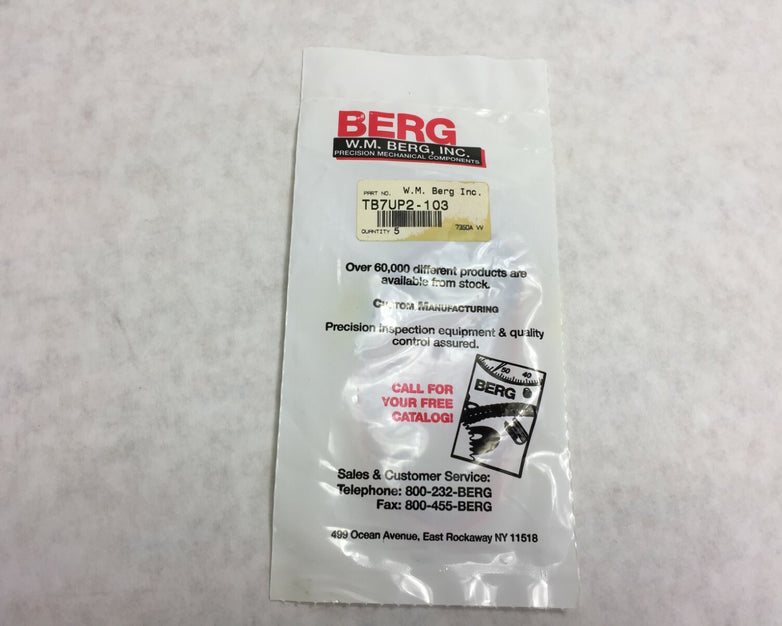 BERG
W.M. BERG, INC.
PRECISION MECHANICAL COMPONENTS
PART NO. W.M. Berg Inc.
TB7UP2-103
QUANTITY 5 7350A VV
Over 60,000 different products are
available from stock.
CUSTOM MANUFACTURING
Precision inspection equipment & quality
control assured.
50 40
BERG
CALL FOR
YOUR FREE
CATALOG!
Sales & Customer Service:
Telephone: 800-232-BERG
Fax: 800-455-BERG
499 Ocean Avenue, East Rockaway NY 11518